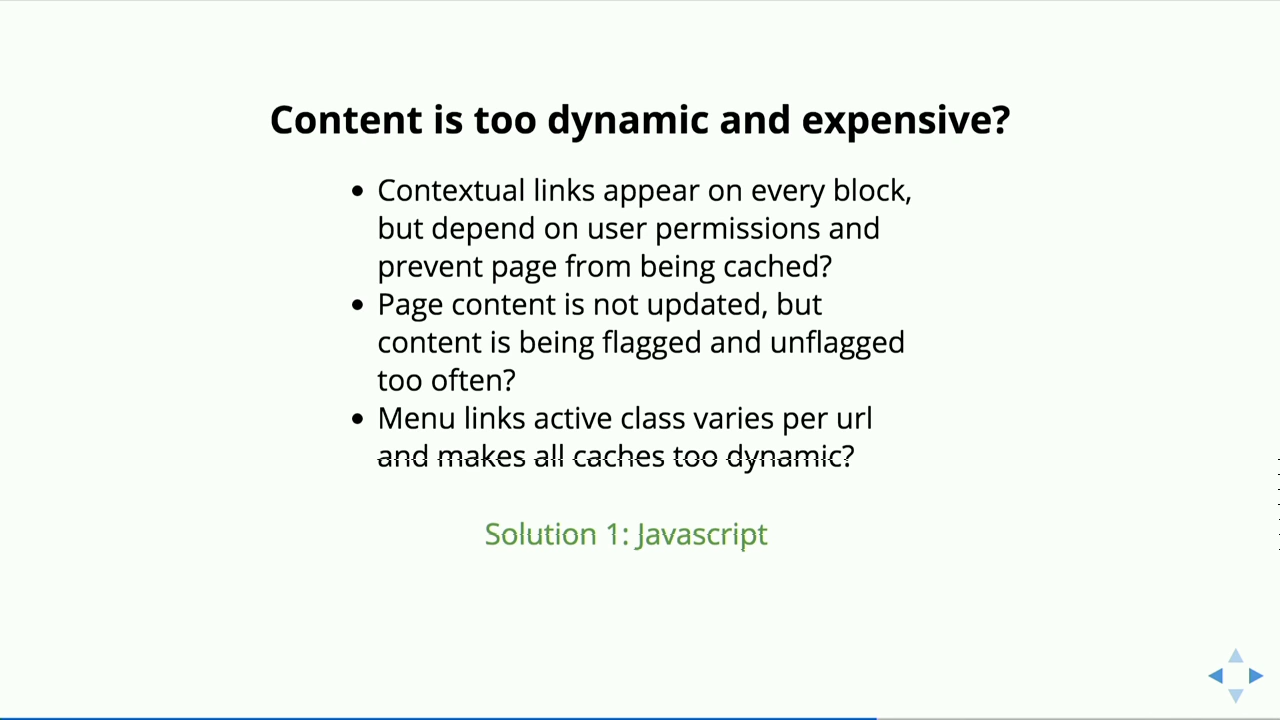 Content is too dynamic and expensive?
Contextual links appear on every block,
but depend on user permissions and
prevent page from being cached?
Page content is not updated, but
content is being flagged and unflagged
too often?
Menu links active class varies per url
and makes all caches too dynamic?
Solution 1: Javascript